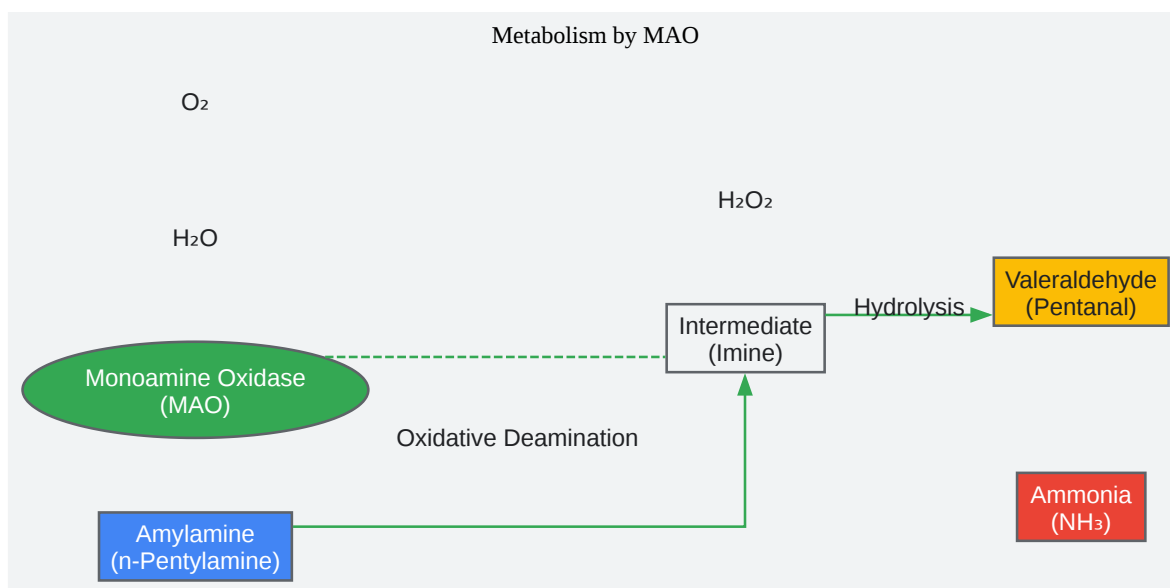 Metabolism by MAO
O₂
H₂O₂
H₂O
Valeraldehyde
(Pentanal)
Hydrolysis
Intermediate
(Imine)
Monoamine Oxidase
(MAO)
Oxidative Deamination
Ammonia
(NH₃)
Amylamine
(n-Pentylamine)